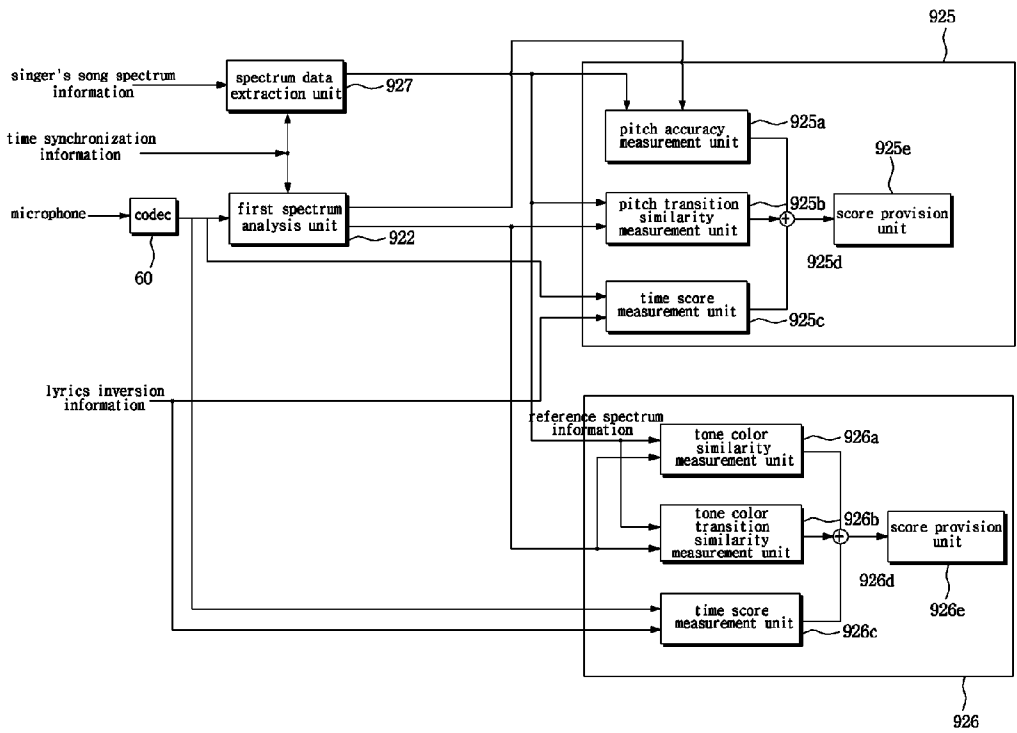 925
singer's song spectrum
information
spectrum data
extraction unit
927
time synchronization
information
pitch accuracy
measurement unit
925a
925e
microphone
codec
60
first spectrum
analysis unit
922
pitch transition
similarity
measurement unit
925b
score provision
unit
925d
time score
measurement unit
925c
lyrics inversion
information
reference spectrum
information
tone color
similarity
measurement unit
926a
tone color
transition
similarity
measurement unit
926b
score provision
unit
926d
926e
time score
measurement unit
926c
926